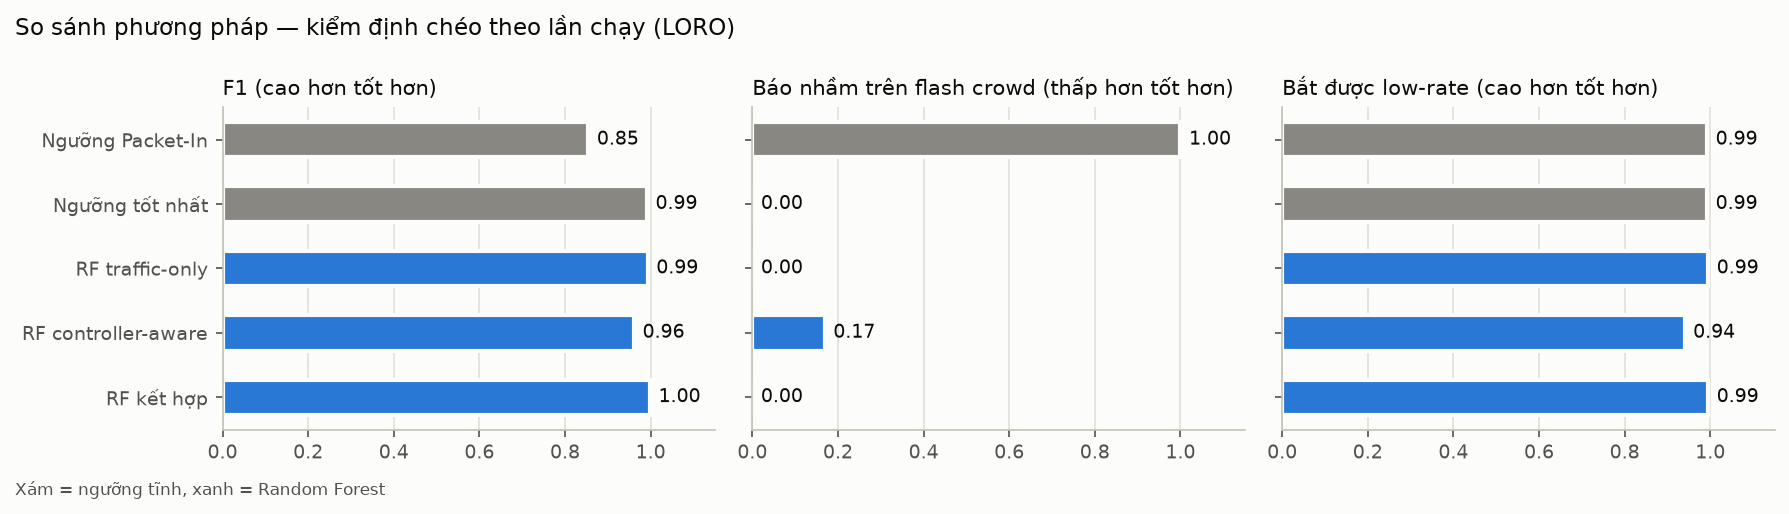 So sánh phương pháp — kiểm định chéo theo lần chạy (LORO)
F1 (cao hơn tốt hơn)
Báo nhầm trên flash crowd (thấp hơn tốt hơn)
Bắt được low-rate (cao hơn tốt hơn)
Ngưỡng Packet-In 0.85 1.00 0.99
Ngưỡng tốt nhất 0.99 0.00 0.99
RF traffic-only 0.99 0.00 0.99
RF controller-aware 0.96 0.17 0.94
RF kết hợp 1.00 0.00 0.99
0.0 0.2 0.4 0.6 0.8 1.0
0.0 0.2 0.4 0.6 0.8 1.0
0.0 0.2 0.4 0.6 0.8 1.0
Xám = ngưỡng tĩnh, xanh = Random Forest